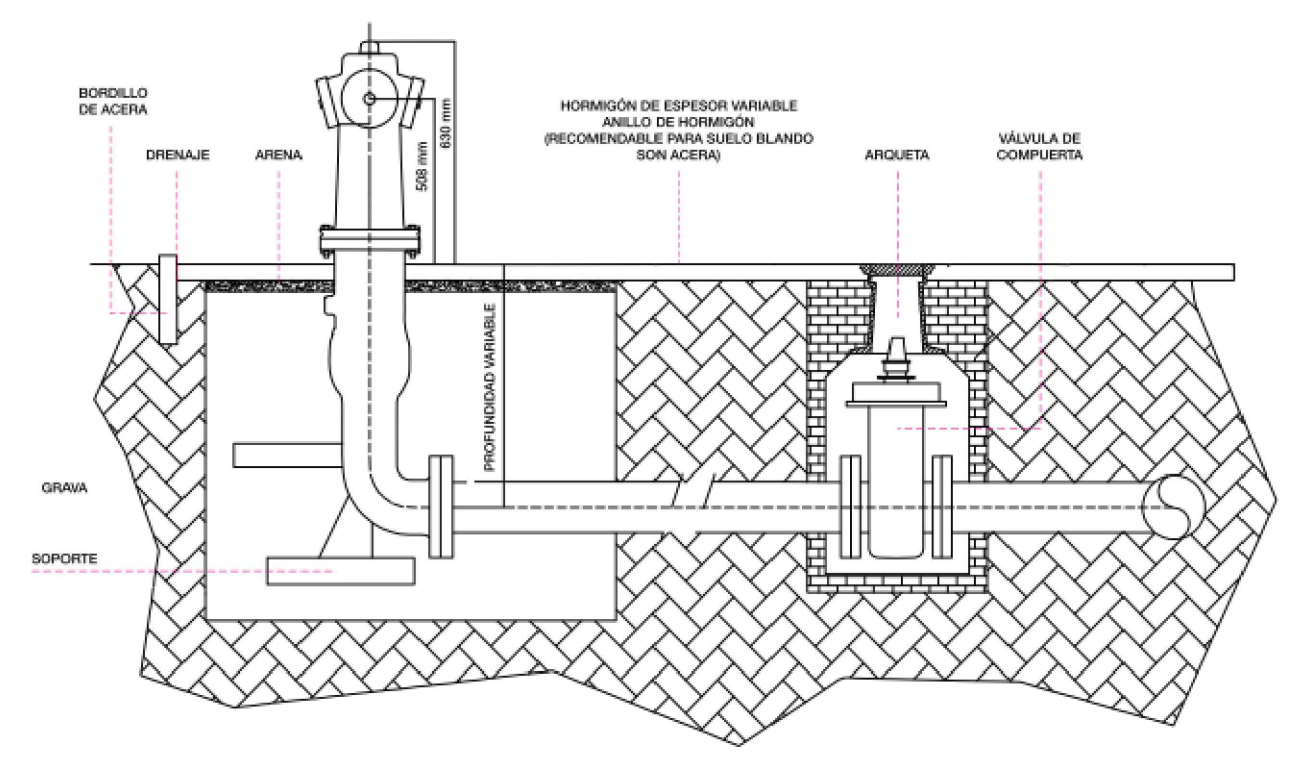 BORDILLO
DE ACERA
DRENAJE
ARENA
508 mm
630 mm
HORMIGÓN DE ESPESOR VARIABLE
ANILLO DE HORMIGÓN
(RECOMENDABLE PARA SUELO BLANDO
SON ACERA)
ARQUETA
VÁLVULA DE
COMPUERTA
PROFUNDIDAD VARIABLE
GRAVA
SOPORTE